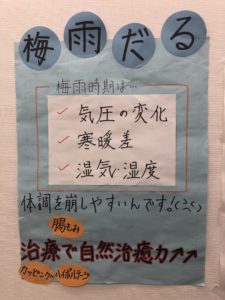 梅雨だる
梅雨時期は…
✓ 気圧の変化
✓ 寒暖差
✓ 湿気・湿度
体調を崩しやすいんです！
腸もみ
治療で自然治癒力↗↗
カッピング ハイボルテージ